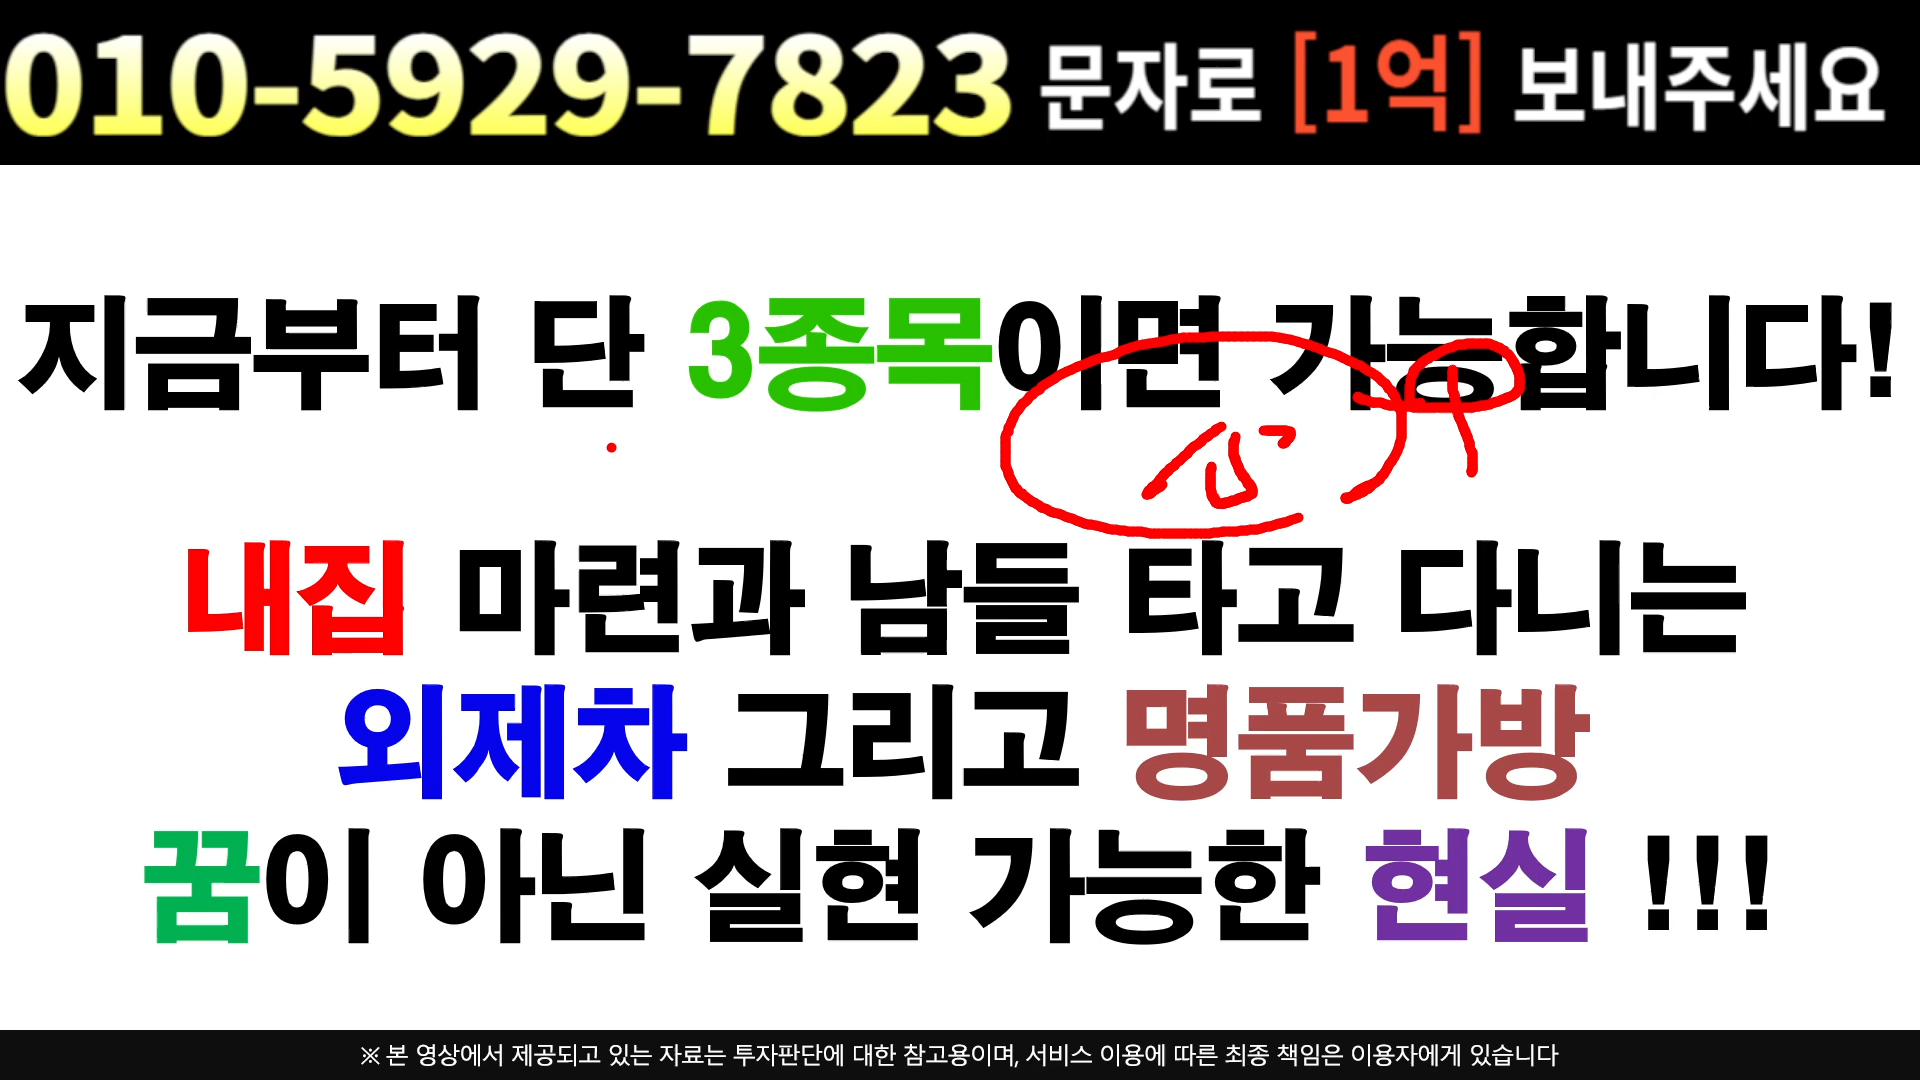 010-5929-7823 문자로 [1억] 보내주세요
지금부터 단 3종목이면 가능합니다!
내집 마련과 남들 타고 다니는
외제차 그리고 명품가방
꿈이 아닌 실현 가능한 현실 !!!
※ 본 영상에서 제공되고 있는 자료는 투자판단에 대한 참고용이며, 서비스 이용에 따른 최종 책임은 이용자에게 있습니다